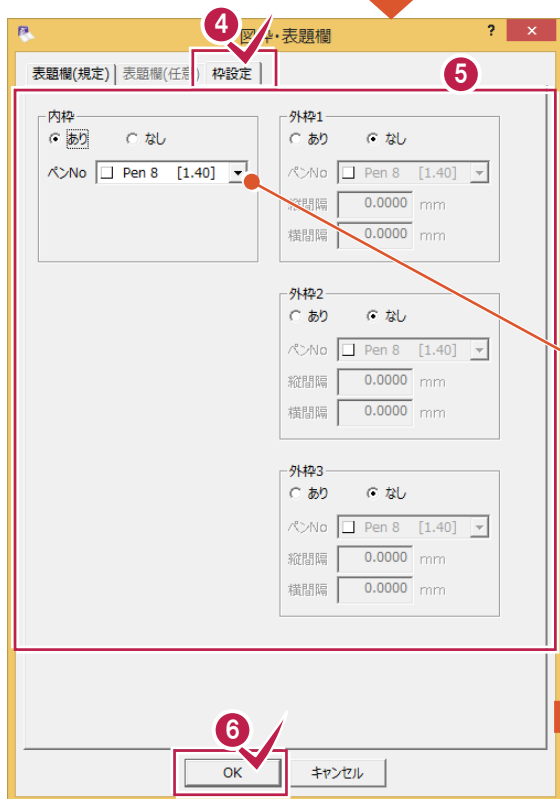 4
図枠・表題欄 ? ×
表題欄(規定) 表題欄(任意) 枠設定
5
内枠
あり なし
ペンNo Pen 8 [1.40]
外枠1
あり なし
ペンNo Pen 8 [1.40]
縦間隔 0.0000 mm
横間隔 0.0000 mm
外枠2
あり なし
ペンNo Pen 8 [1.40]
縦間隔 0.0000 mm
横間隔 0.0000 mm
外枠3
あり なし
ペンNo Pen 8 [1.40]
縦間隔 0.0000 mm
横間隔 0.0000 mm
6
OK キャンセル